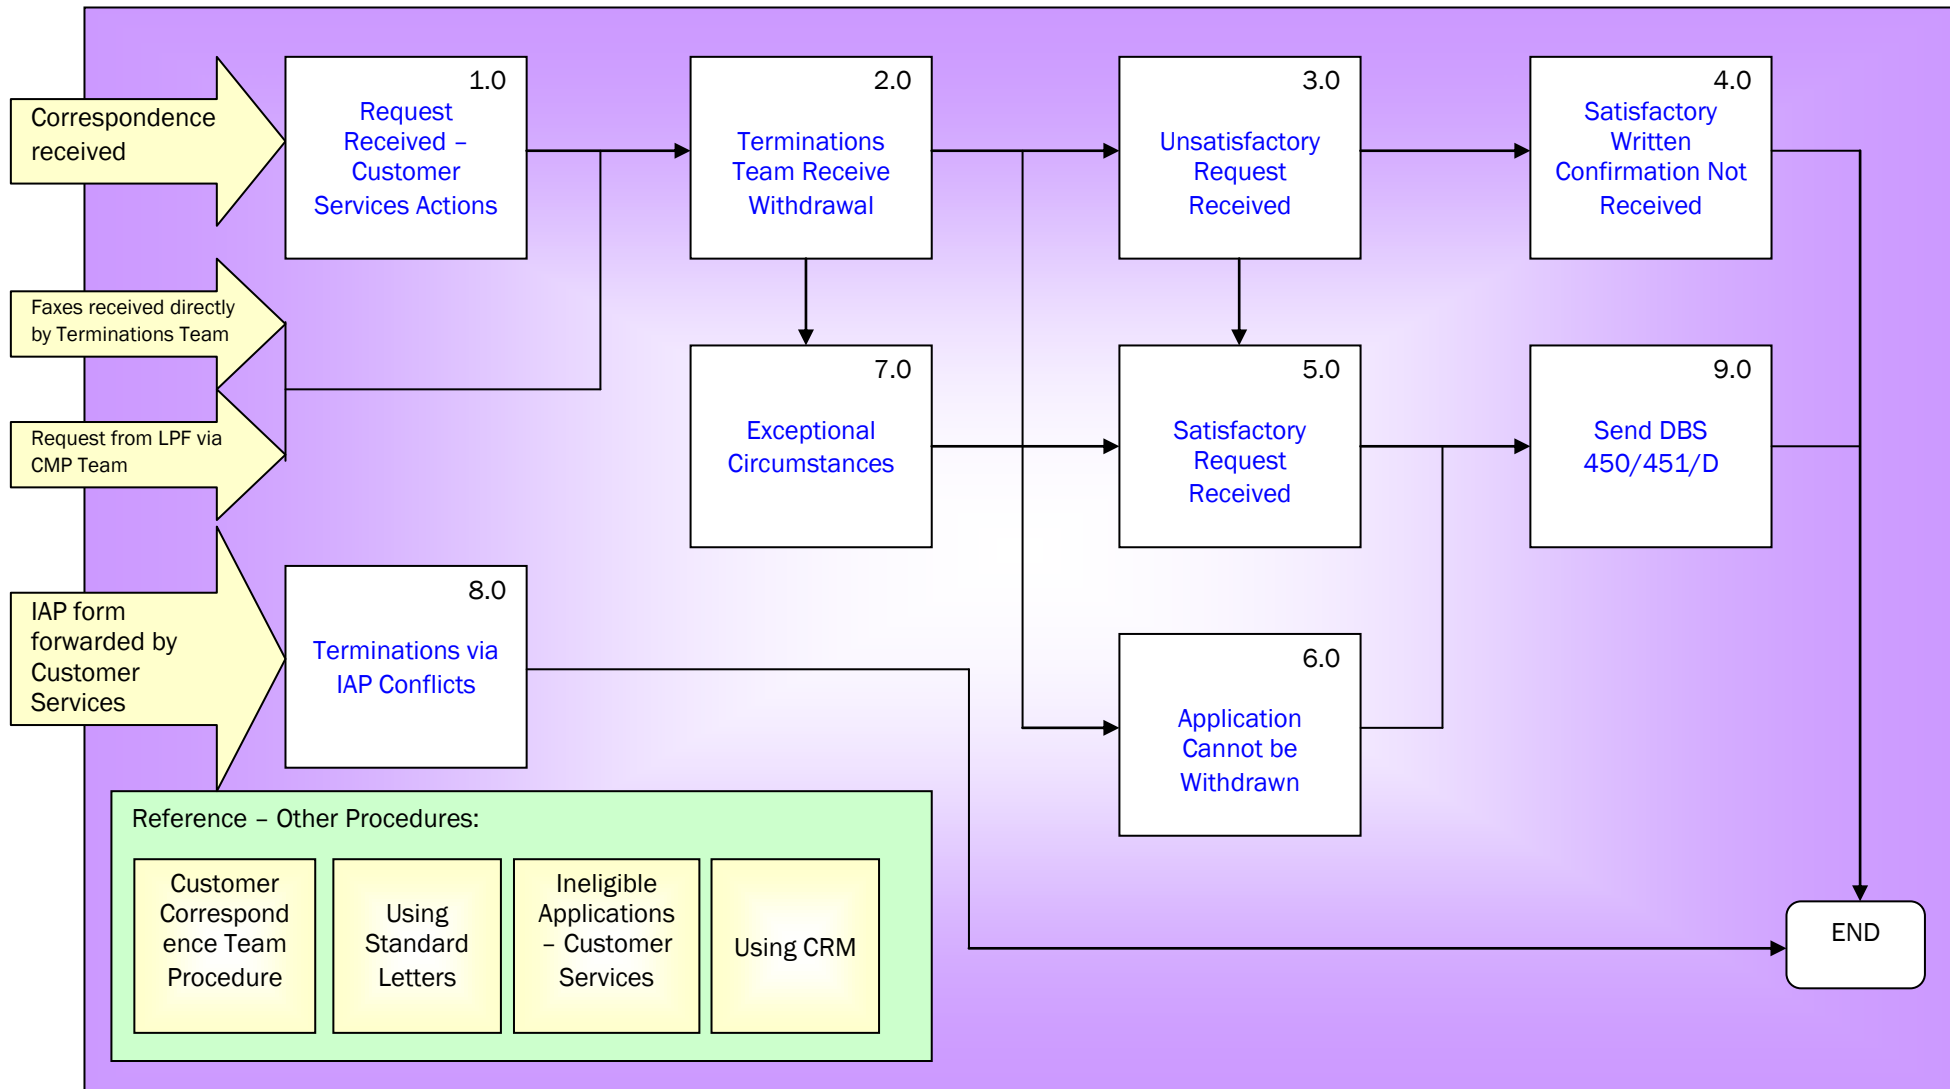 Correspondence
received
1.0
Request
Received –
Customer
Services Actions
2.0
Terminations
Team Receive
Withdrawal
3.0
Unsatisfactory
Request
Received
4.0
Satisfactory
Written
Confirmation Not
Received
Faxes received directly
by Terminations Team
Request from LPF via
CMP Team
7.0
Exceptional
Circumstances
5.0
Satisfactory
Request
Received
9.0
Send DBS
450/451/D
IAP form
forwarded by
Customer
Services
8.0
Terminations via
IAP Conflicts
6.0
Application
Cannot be
Withdrawn
Reference – Other Procedures:
Customer
Correspond
ence Team
Procedure
Using
Standard
Letters
Ineligible
Applications
– Customer
Services
Using CRM
END